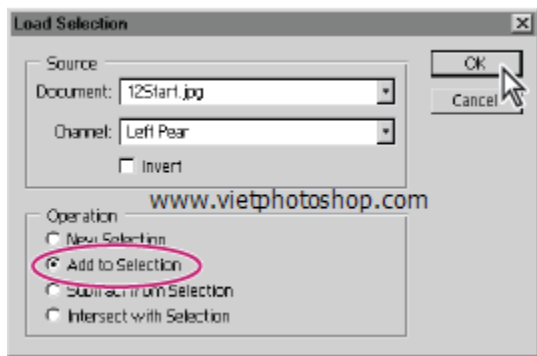 Load Selection
Source
OK
Document: 12Start.jpg
Cancel
Channel: Left Pear
Invert
www.vietphotoshop.com
Operation
New Selection
Add to Selection
Subtract from Selection
Intersect with Selection